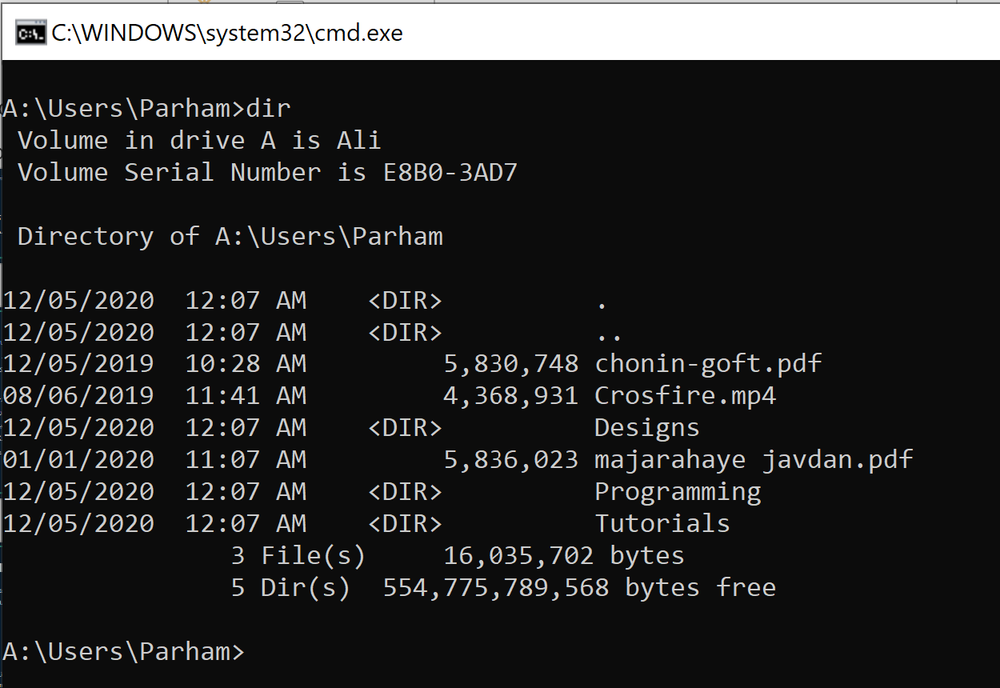 C:\WINDOWS\system32\cmd.exe
A:\Users\Parham>dir
Volume in drive A is Ali
Volume Serial Number is E8B0-3AD7
Directory of A:\Users\Parham
12/05/2020  12:07 AM    <DIR>          .
12/05/2020  12:07 AM    <DIR>          ..
12/05/2019  10:28 AM         5,830,748 chonin-goft.pdf
08/06/2019  11:41 AM         4,368,931 Crosfire.mp4
12/05/2020  12:07 AM    <DIR>          Designs
01/01/2020  11:07 AM         5,836,023 majarahaye javdan.pdf
12/05/2020  12:07 AM    <DIR>          Programming
12/05/2020  12:07 AM    <DIR>          Tutorials
3 File(s)     16,035,702 bytes
5 Dir(s)  554,775,789,568 bytes free
A:\Users\Parham>